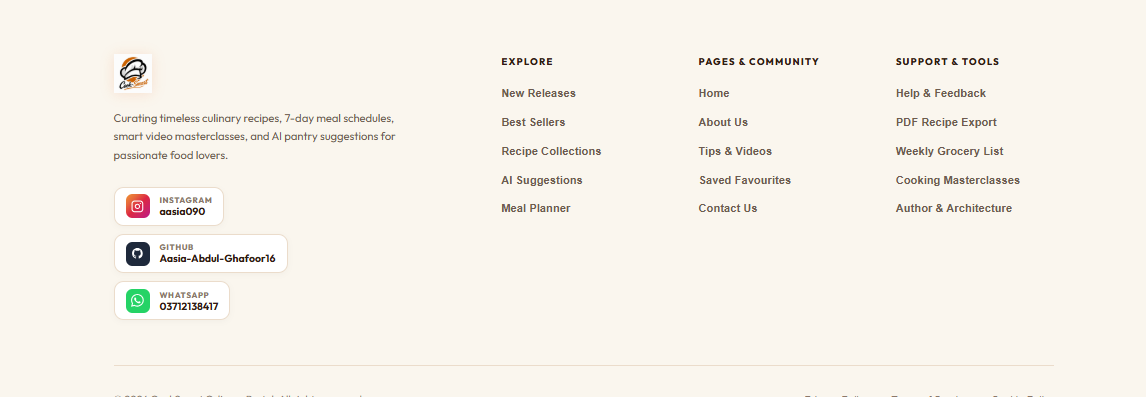 Cook Smart
Curating timeless culinary recipes, 7-day meal schedules,
smart video masterclasses, and AI pantry suggestions for
passionate food lovers.
INSTAGRAM
aasia090
GITHUB
Aasia-Abdul-Ghafoor16
WHATSAPP
03712138417
EXPLORE
New Releases
Best Sellers
Recipe Collections
AI Suggestions
Meal Planner
PAGES & COMMUNITY
Home
About Us
Tips & Videos
Saved Favourites
Contact Us
SUPPORT & TOOLS
Help & Feedback
PDF Recipe Export
Weekly Grocery List
Cooking Masterclasses
Author & Architecture